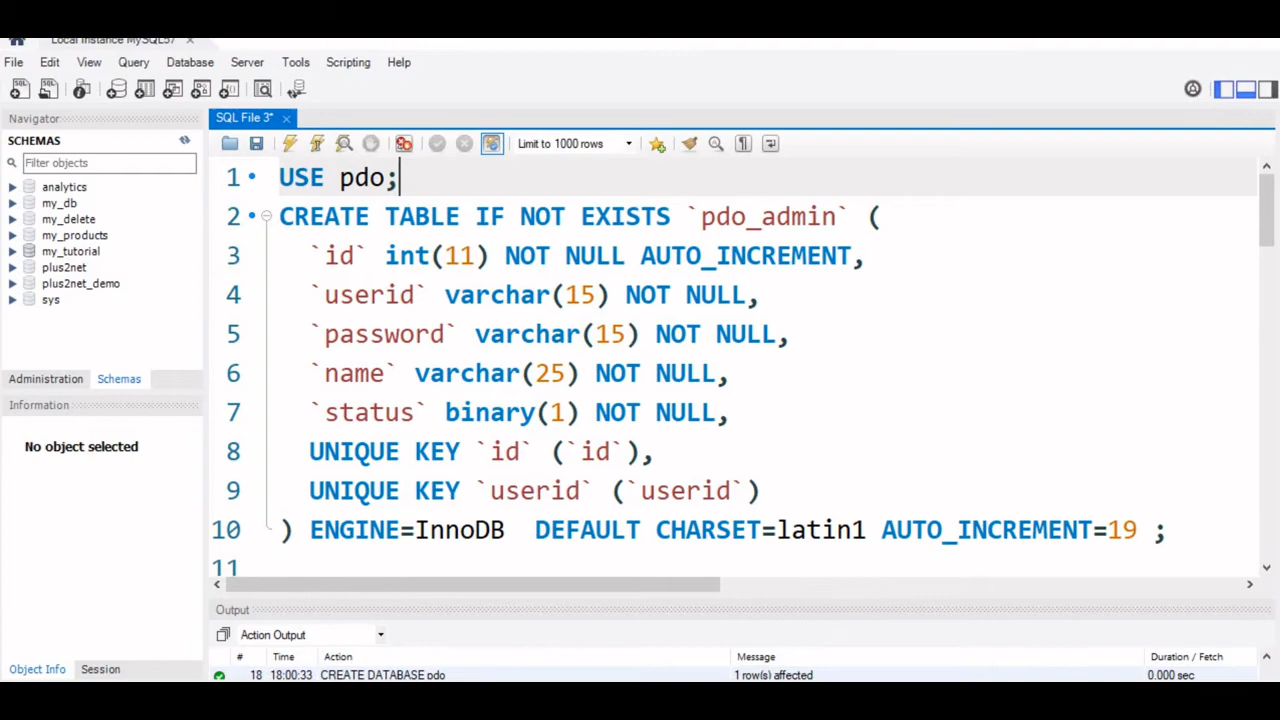 Local instance MySQL57 ×
File Edit View Query Database Server Tools Scripting Help
Navigator
SCHEMAS
Filter objects
analytics
my_db
my_delete
my_products
my_tutorial
plus2net
plus2net_demo
sys
Administration Schemas
Information
No object selected
Object Info Session
SQL File 3* ×
Limit to 1000 rows
1 USE pdo;
2 CREATE TABLE IF NOT EXISTS `pdo_admin` (
3 `id` int(11) NOT NULL AUTO_INCREMENT,
4 `userid` varchar(15) NOT NULL,
5 `password` varchar(15) NOT NULL,
6 `name` varchar(25) NOT NULL,
7 `status` binary(1) NOT NULL,
8 UNIQUE KEY `id` (`id`),
9 UNIQUE KEY `userid` (`userid`)
10 ) ENGINE=InnoDB  DEFAULT CHARSET=latin1 AUTO_INCREMENT=19 ;
11
Output
Action Output
# Time Action Message Duration / Fetch
18 18:00:33 CREATE DATABASE pdo 1 row(s) affected 0.000 sec